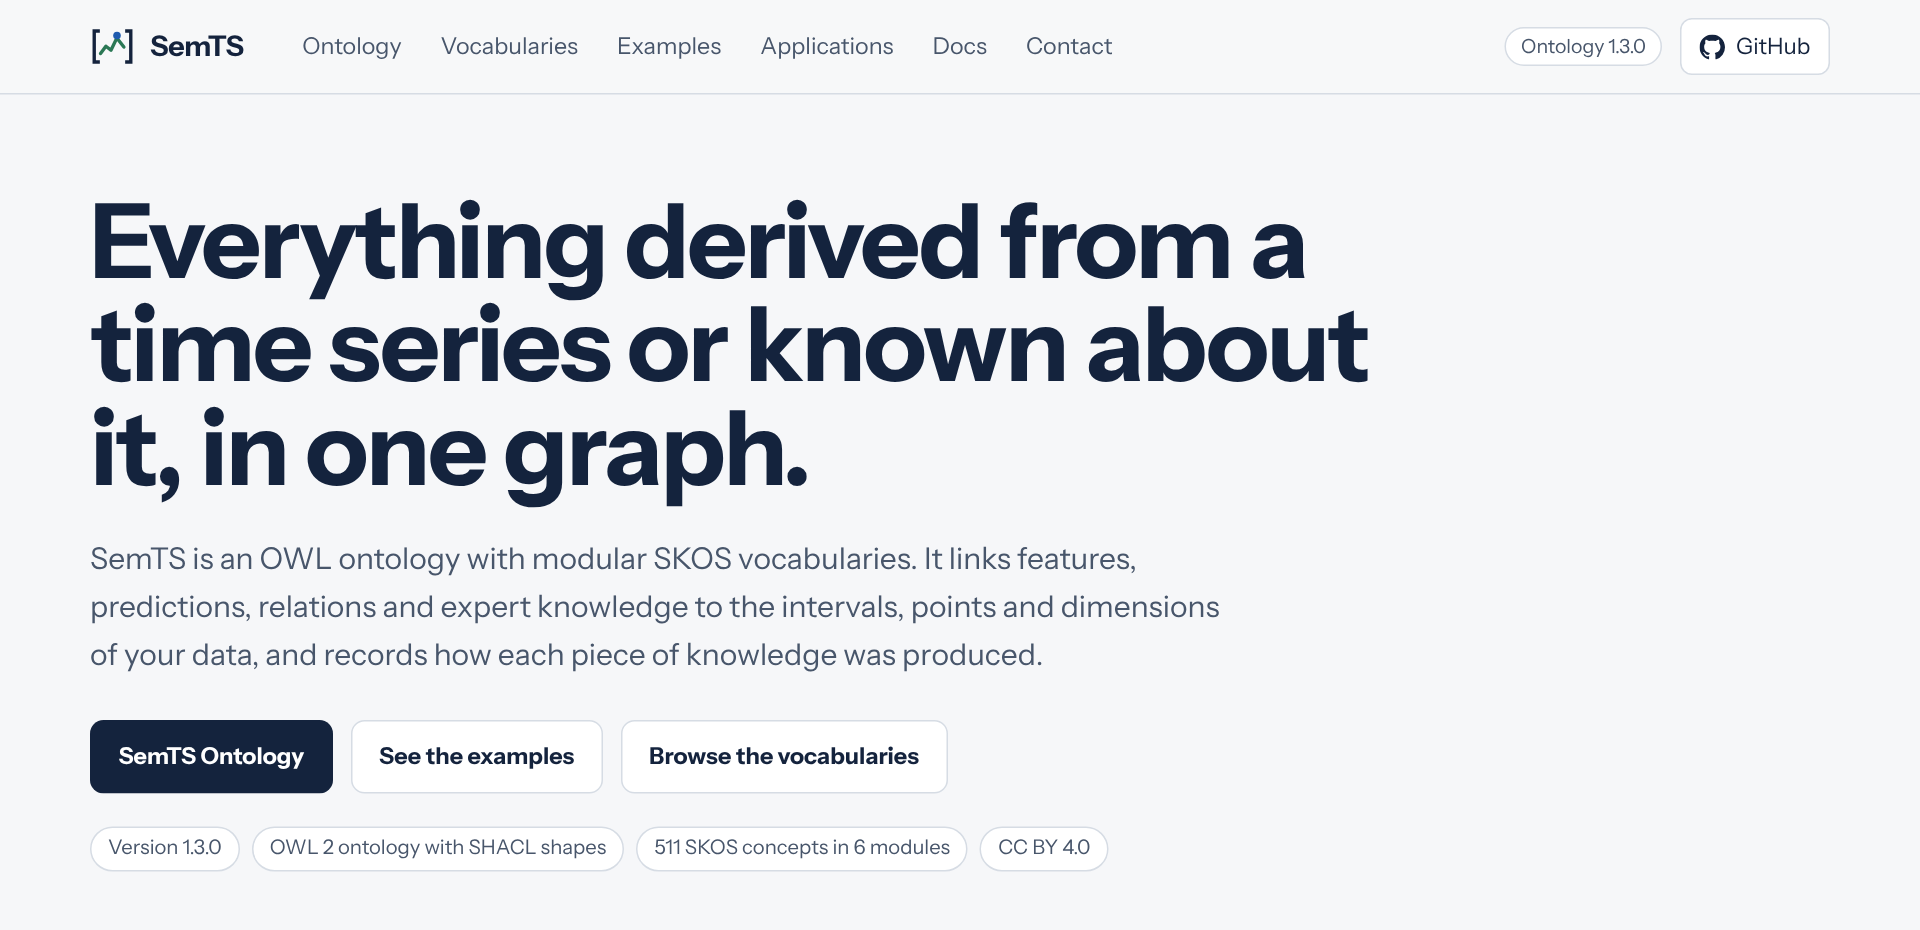 SemTS
Ontology
Vocabularies
Examples
Applications
Docs
Contact
Ontology 1.3.0
GitHub
Everything derived from a
time series or known about
it, in one graph.
SemTS is an OWL ontology with modular SKOS vocabularies. It links features,
predictions, relations and expert knowledge to the intervals, points and dimensions
of your data, and records how each piece of knowledge was produced.
SemTS Ontology
See the examples
Browse the vocabularies
Version 1.3.0
OWL 2 ontology with SHACL shapes
511 SKOS concepts in 6 modules
CC BY 4.0